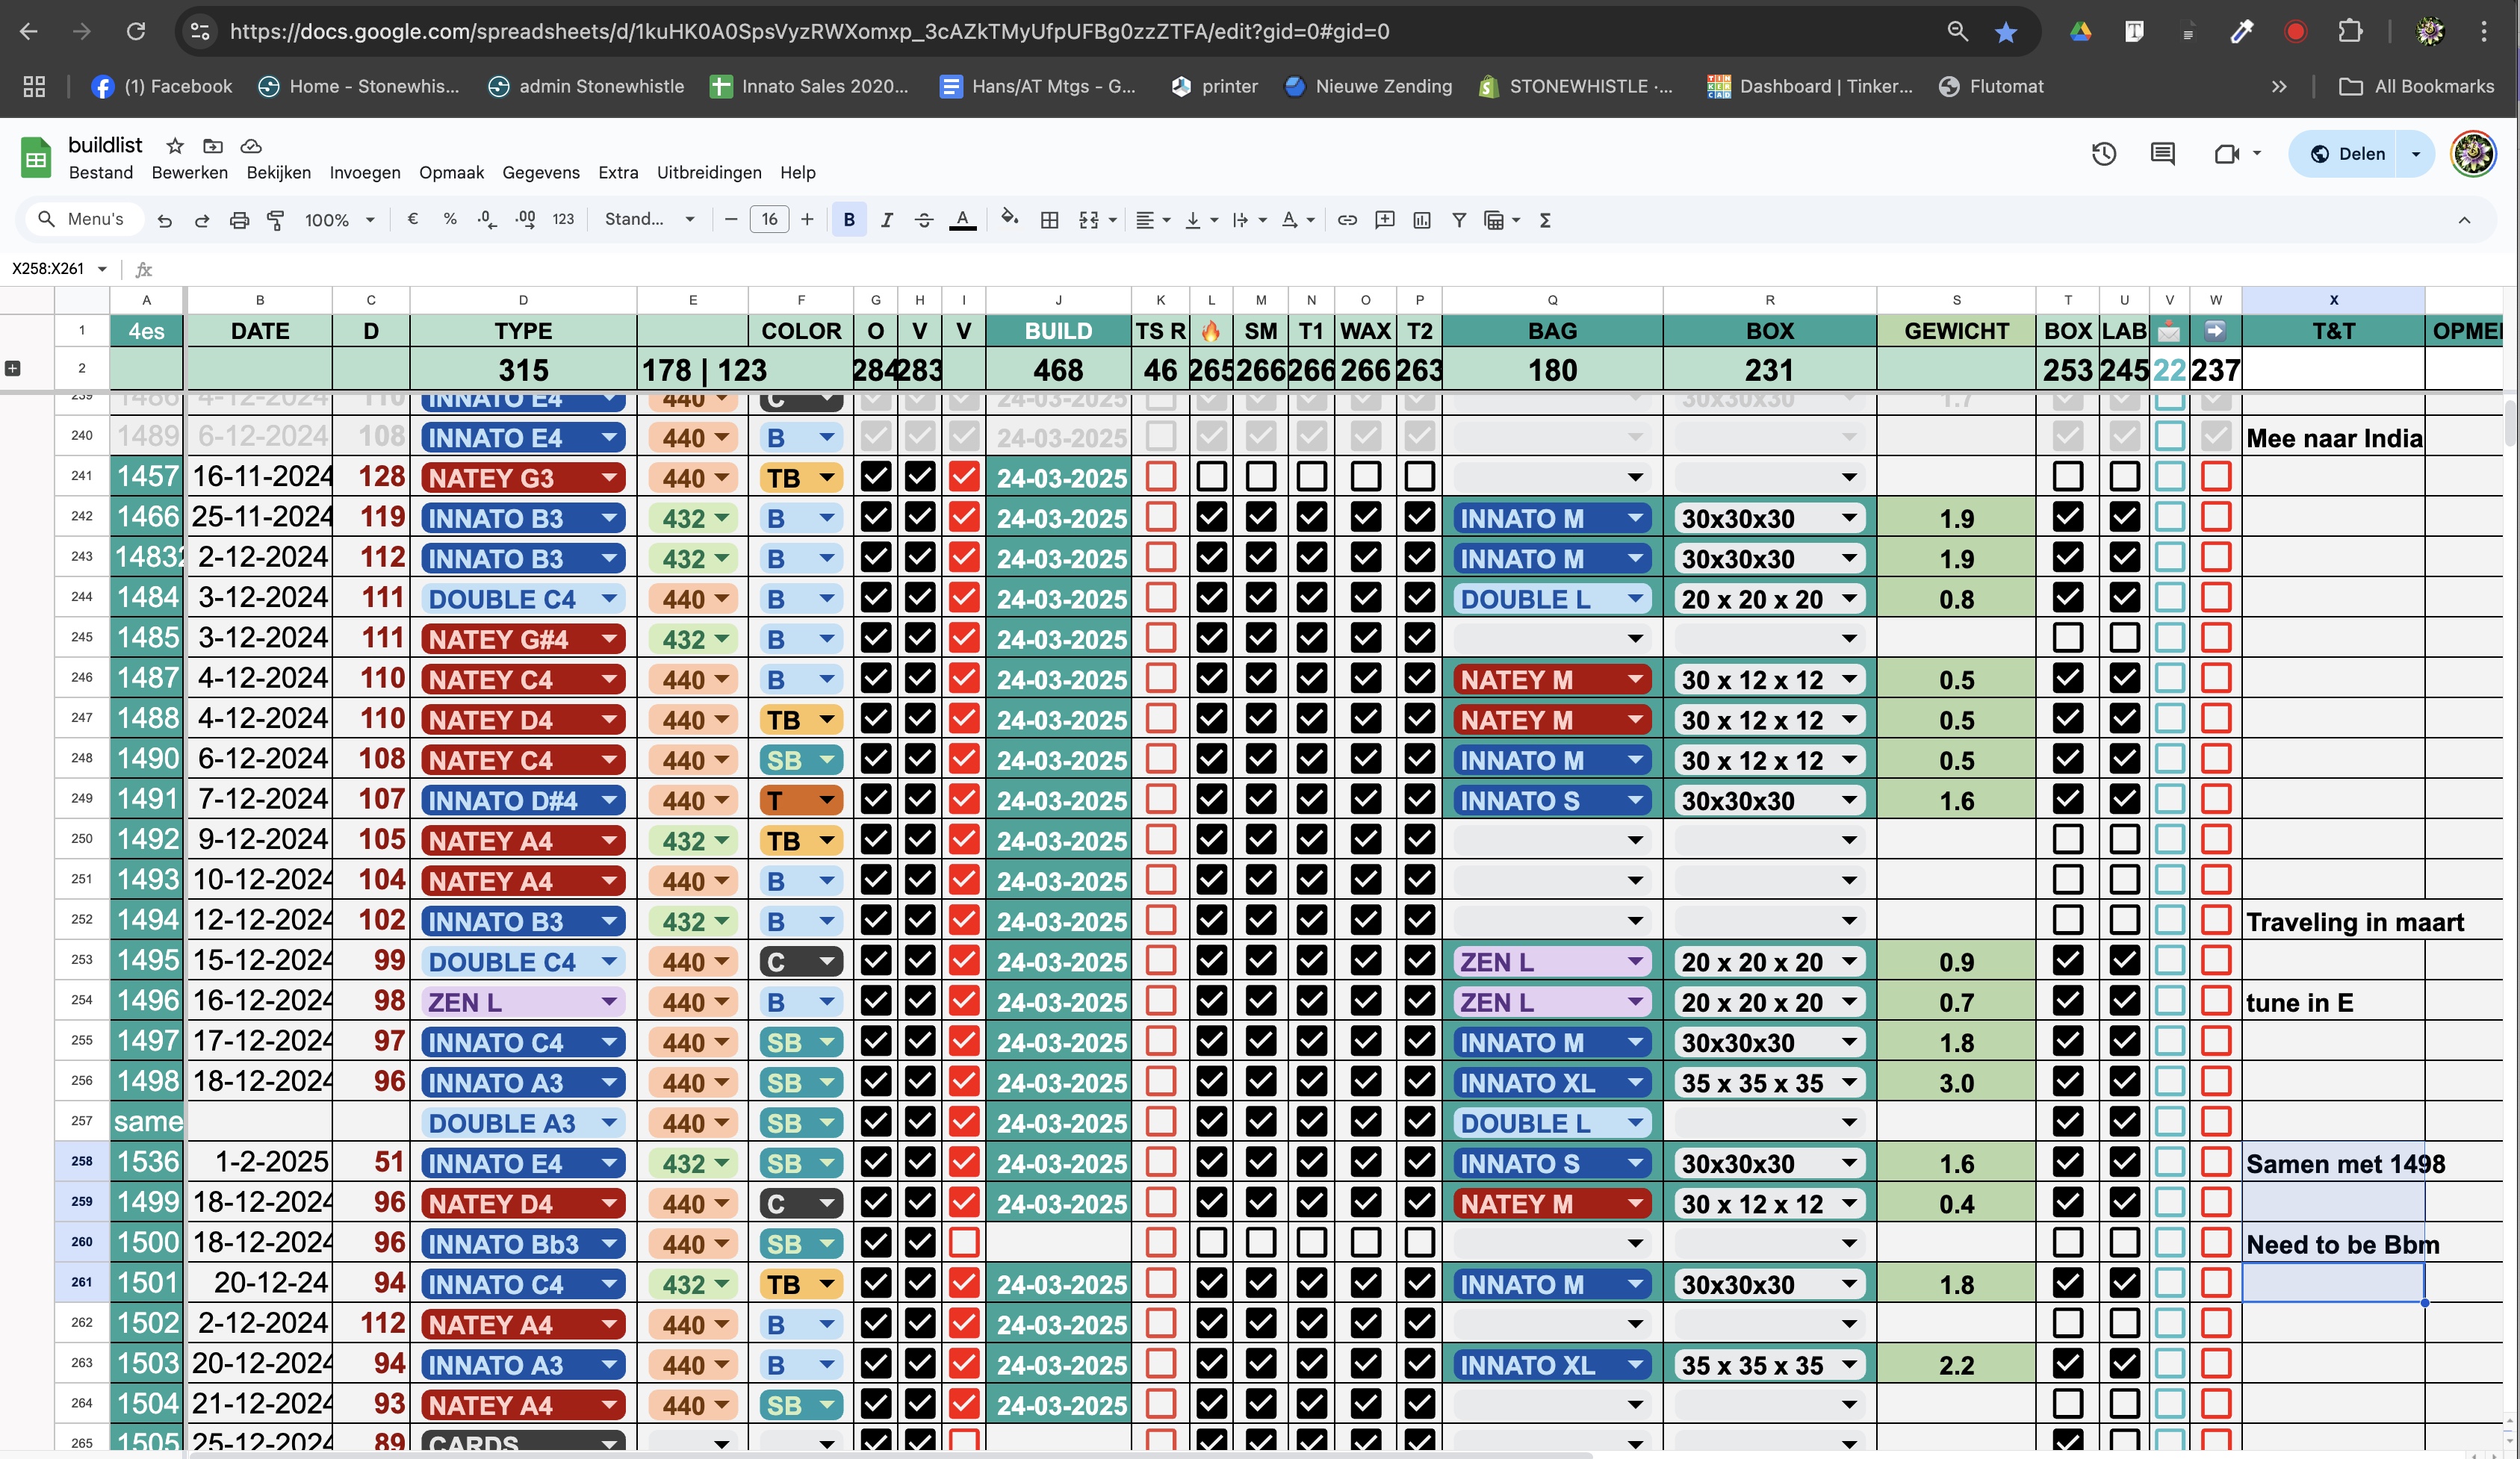 https://docs.google.com/spreadsheets/d/1kuHK0A0SpsVyzRWXomxp_3cAZkTMyUfpUFBg0zzZTFA/edit?gid=0#gid=0
(1) Facebook Home - Stonewhis... admin Stonewhistle Innato Sales 2020... Hans/AT Mtgs - G... printer Nieuwe Zending STONEWHISTLE ·... Dashboard | Tinker... Flutomat » All Bookmarks
buildlist
Delen
Bestand Bewerken Bekijken Invoegen Opmaak Gegevens Extra Uitbreidingen Help
Menu's 100% € % .0 .00 123 Stand... − 16 + B I A Σ
X258:X261 fx
A B C D E F G H I J K L M N O P Q R S T U V W X
1 4es DATE D TYPE COLOR O V V BUILD TS R 🔥 SM T1 WAX T2 BAG BOX GEWICHT BOX LAB 📩 ➡️ T&T OPME
2 315 178 | 123 284 283 468 46 265 266 266 266 263 180 231 253 245 22 237
239 1486 4-12-2024 110 INNATO E4 440 C 24-03-2025 30x30x30 1.7
240 1489 6-12-2024 108 INNATO E4 440 B 24-03-2025 Mee naar India
241 1457 16-11-2024 128 NATEY G3 440 TB 24-03-2025
242 1466 25-11-2024 119 INNATO B3 432 B 24-03-2025 INNATO M 30x30x30 1.9
243 1483 2-12-2024 112 INNATO B3 432 B 24-03-2025 INNATO M 30x30x30 1.9
244 1484 3-12-2024 111 DOUBLE C4 440 B 24-03-2025 DOUBLE L 20 x 20 x 20 0.8
245 1485 3-12-2024 111 NATEY G#4 432 B 24-03-2025
246 1487 4-12-2024 110 NATEY C4 440 B 24-03-2025 NATEY M 30 x 12 x 12 0.5
247 1488 4-12-2024 110 NATEY D4 440 TB 24-03-2025 NATEY M 30 x 12 x 12 0.5
248 1490 6-12-2024 108 NATEY C4 440 SB 24-03-2025 INNATO M 30 x 12 x 12 0.5
249 1491 7-12-2024 107 INNATO D#4 440 T 24-03-2025 INNATO S 30x30x30 1.6
250 1492 9-12-2024 105 NATEY A4 432 TB 24-03-2025
251 1493 10-12-2024 104 NATEY A4 440 B 24-03-2025
252 1494 12-12-2024 102 INNATO B3 432 B 24-03-2025 Traveling in maart
253 1495 15-12-2024 99 DOUBLE C4 440 C 24-03-2025 ZEN L 20 x 20 x 20 0.9
254 1496 16-12-2024 98 ZEN L 440 B 24-03-2025 ZEN L 20 x 20 x 20 0.7 tune in E
255 1497 17-12-2024 97 INNATO C4 440 SB 24-03-2025 INNATO M 30x30x30 1.8
256 1498 18-12-2024 96 INNATO A3 440 SB 24-03-2025 INNATO XL 35 x 35 x 35 3.0
257 same DOUBLE A3 440 SB 24-03-2025 DOUBLE L
258 1536 1-2-2025 51 INNATO E4 432 SB 24-03-2025 INNATO S 30x30x30 1.6 Samen met 1498
259 1499 18-12-2024 96 NATEY D4 440 C 24-03-2025 NATEY M 30 x 12 x 12 0.4
260 1500 18-12-2024 96 INNATO Bb3 440 SB Need to be Bbm
261 1501 20-12-24 94 INNATO C4 432 TB 24-03-2025 INNATO M 30x30x30 1.8
262 1502 2-12-2024 112 NATEY A4 440 B 24-03-2025
263 1503 20-12-2024 94 INNATO A3 440 B 24-03-2025 INNATO XL 35 x 35 x 35 2.2
264 1504 21-12-2024 93 NATEY A4 440 SB 24-03-2025
265 1505 25-12-2024 89 CARDS